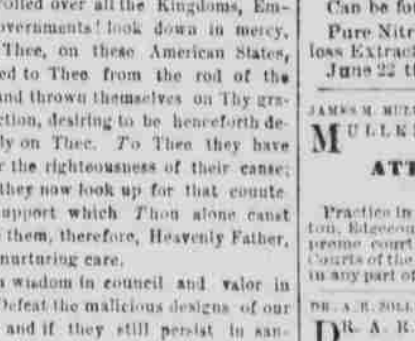 rolled over all the Kingdoms, Em-
overnments! look down in mercy,
Thee, on these American States,
ed to Thee from the rod of the
and thrown themselves on Thy gra-
ction, desiring to be henceforth de-
ly on Thee. To Thee they have
r the righteousness of their cause;
they now look up for that counte
upport which Thou alone canst
them, therefore, Heavenly Father,
nurturing care.
n wisdom in council and valor in
Defeat the malicious designs of our
and if they still persist in san-
Can be fou
Pure Nitr
loss Extract
June 22 tf
JAMES M. MULL
MULLEN
ATT
Practice in
ton, Edgecom
preme court
Courts of the
in any part of
DR. A. B. ZOLL
DR. A. R.